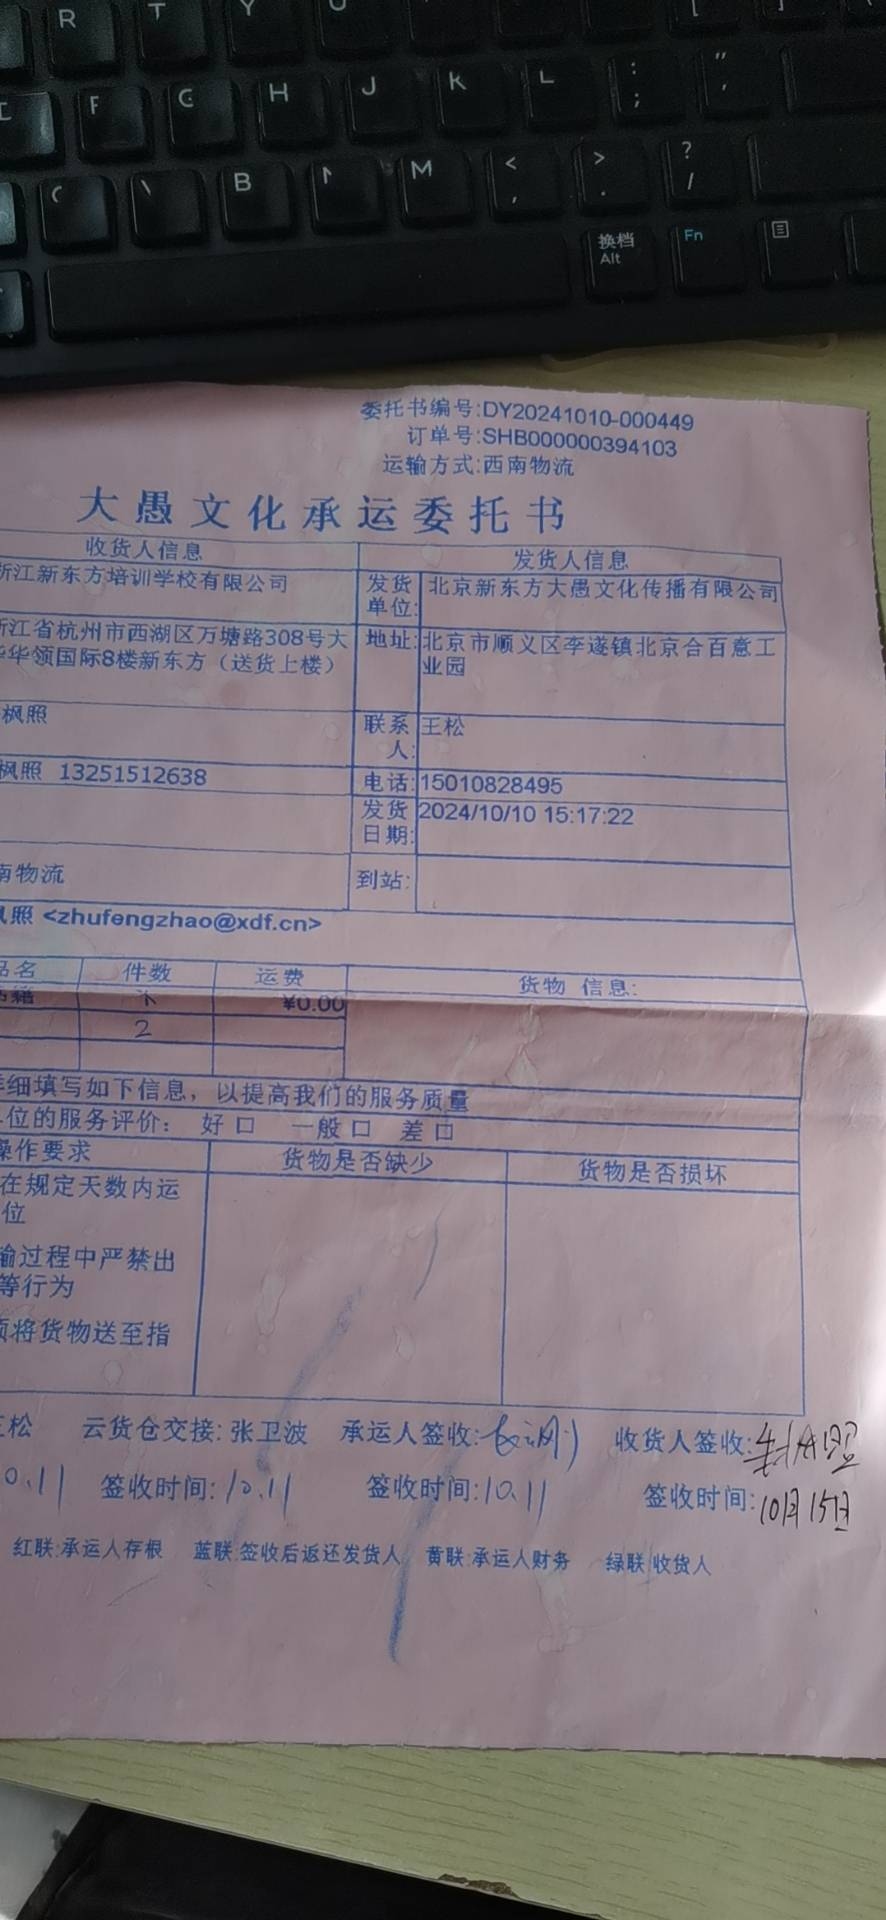 R T Y U [ ]
F G H J K L : ; " '
B M < , > . ? /
换档 Alt Fn
委托书编号:DY20241010-000449
订单号:SHB000000394103
运输方式:西南物流
大愚文化承运委托书
收货人信息 发货人信息
浙江新东方培训学校有限公司 发货单位: 北京新东方大愚文化传播有限公司
浙江省杭州市西湖区万塘路308号大 地址: 北京市顺义区李遂镇北京合百意工
华华领国际8楼新东方（送货上楼） 业园
枫照 联系人: 王松
枫照 13251512638 电话: 15010828495
发货日期: 2024/10/10 15:17:22
南物流 到站:
枫照 <zhufengzhao@xdf.cn>
品名 件数 运费 货物 信息:
书籍 ¥0.00
2
详细填写如下信息，以提高我们的服务质量
单位的服务评价： 好口 一般口 差口
操作要求 货物是否缺少 货物是否损坏
在规定天数内运
位
输过程中严禁出
等行为
须将货物送至指
王松 云货仓交接:张卫波 承运人签收: 收货人签收:
0.11 签收时间:10.11 签收时间:10.11 签收时间:10月15日
红联:承运人存根 蓝联:签收后返还发货人 黄联:承运人财务 绿联:收货人